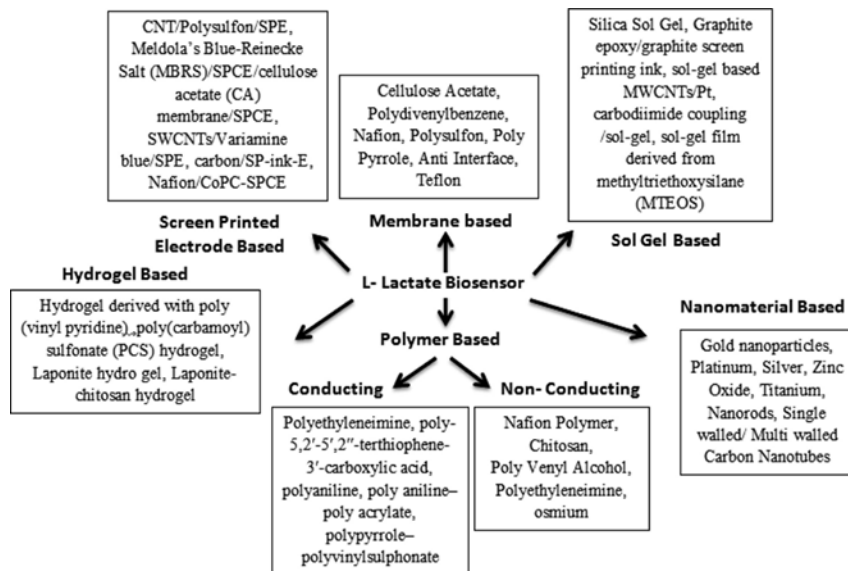 CNT/Polysulfon/SPE,
Meldola's Blue-Reinecke
Salt (MBRS)/SPCE/cellulose
acetate (CA)
membrane/SPCE,
SWCNTs/Variamine
blue/SPE, carbon/SP-ink-E,
Nafion/CoPC-SPCE
Screen Printed
Electrode Based
Cellulose Acetate,
Polydivenylbenzene,
Nafion, Polysulfon, Poly
Pyrrole, Anti Interface,
Teflon
Membrane based
Silica Sol Gel, Graphite
epoxy/graphite screen
printing ink, sol-gel based
MWCNTs/Pt,
carbodiimide coupling
/sol-gel, sol-gel film
derived from
methyltriethoxysilane
(MTEOS)
Sol Gel Based
L- Lactate Biosensor
Hydrogel Based
Hydrogel derived with poly
(vinyl pyridine), poly(carbamoyl)
sulfonate (PCS) hydrogel,
Laponite hydro gel, Laponite-
chitosan hydrogel
Polymer Based
Conducting
Polyethyleneimine, poly-
5,2′-5′,2″-terthiophene-
3′-carboxylic acid,
polyaniline, poly aniline–
poly acrylate,
polypyrrole–
polyvinylsulphonate
Non- Conducting
Nafion Polymer,
Chitosan,
Poly Venyl Alcohol,
Polyethyleneimine,
osmium
Nanomaterial Based
Gold nanoparticles,
Platinum, Silver, Zinc
Oxide, Titanium,
Nanorods, Single
walled/ Multi walled
Carbon Nanotubes